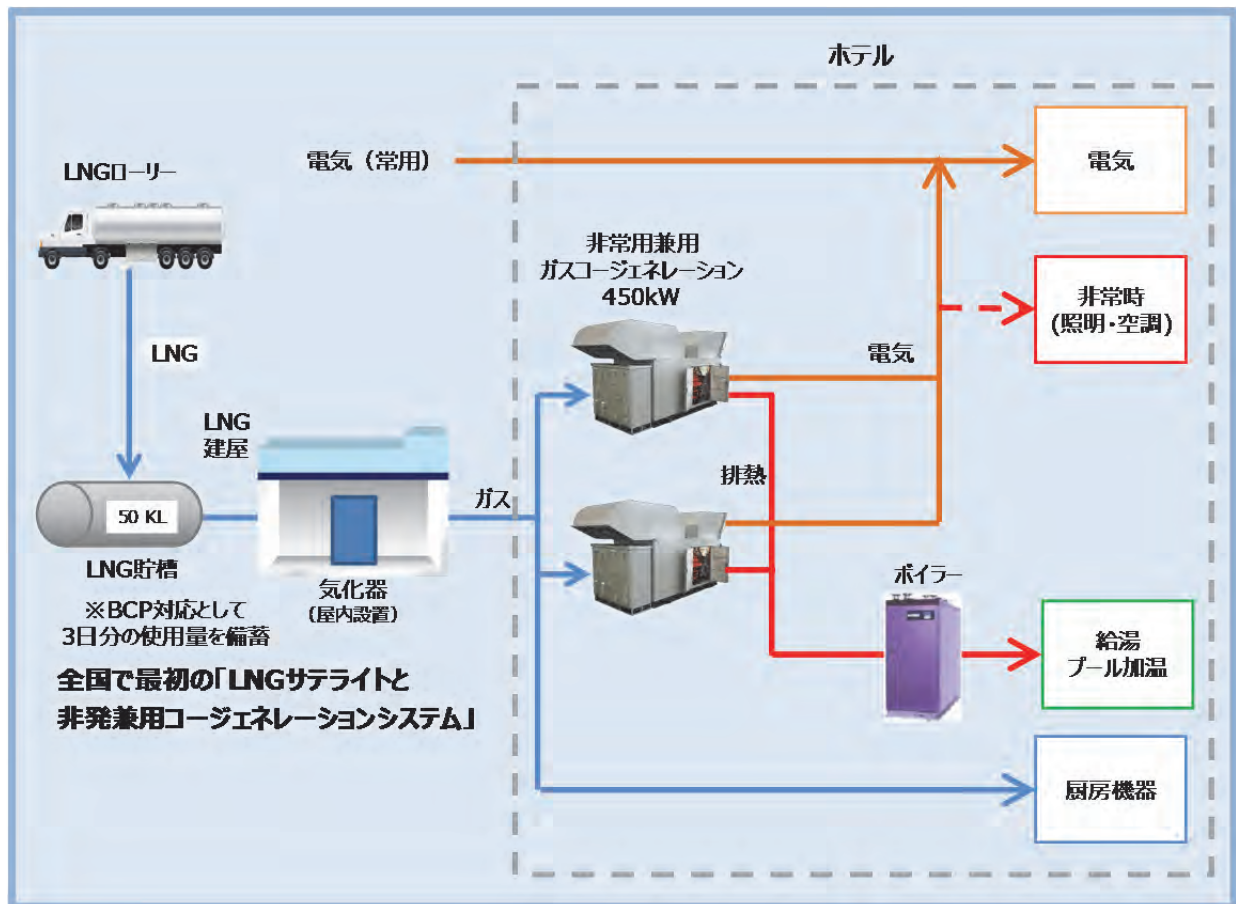 ホテル
LNGローリー
電気（常用）
電気
非常用兼用
ガスコージェネレーション
450kW
非常時
(照明・空調)
LNG
電気
LNG
建屋
排熱
ガス
50 KL
LNG貯槽
気化器
(屋内設置)
ボイラー
※BCP対応として
3日分の使用量を備蓄
給湯
プール加温
全国で最初の「LNGサテライトと
非発兼用コージェネレーションシステム」
厨房機器